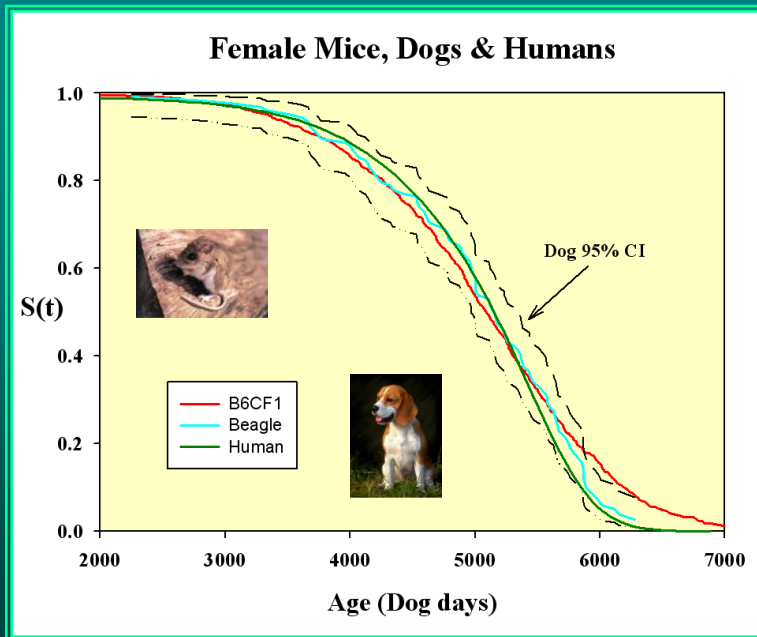 Female Mice, Dogs & Humans
1.0
0.8
0.6
0.4
0.2
0.0
S(t)
Dog 95% CI
B6CF1
Beagle
Human
2000 3000 4000 5000 6000 7000
Age (Dog days)